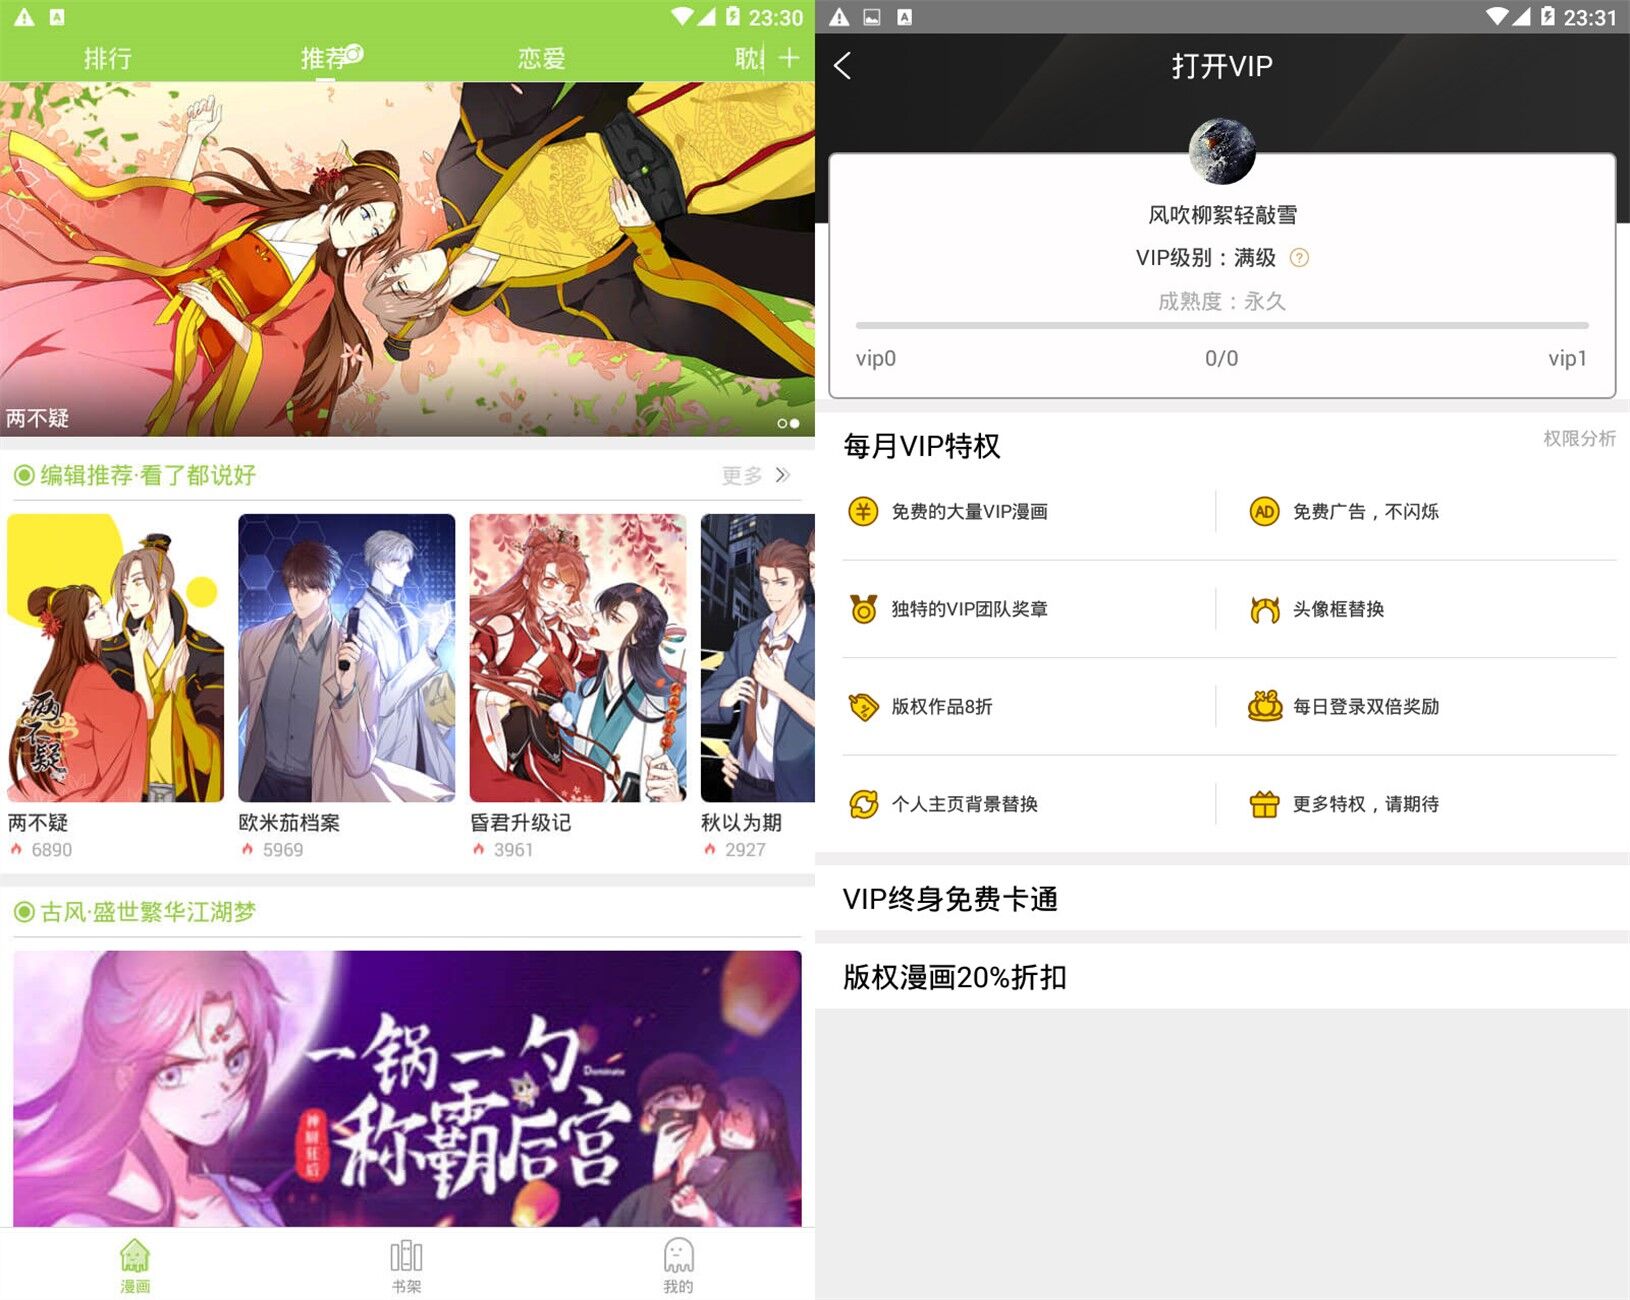 23:30
排行
推荐
恋爱
耽
两不疑
编辑推荐·看了都说好
更多
两不疑
两不疑
欧米茄档案
昏君升级记
秋以为期
6890
5969
3961
2927
古风·盛世繁华江湖梦
一锅一勺
Dominate
称霸后宫
神厨狂后
漫画
书架
我的
23:31
打开VIP
风吹柳絮轻敲雪
VIP级别：满级 ?
成熟度：永久
vip0
0/0
vip1
每月VIP特权
权限分析
免费的大量VIP漫画
AD
免费广告，不闪烁
独特的VIP团队奖章
头像框替换
版权作品8折
×2
每日登录双倍奖励
个人主页背景替换
更多特权，请期待
VIP终身免费卡通
版权漫画20%折扣